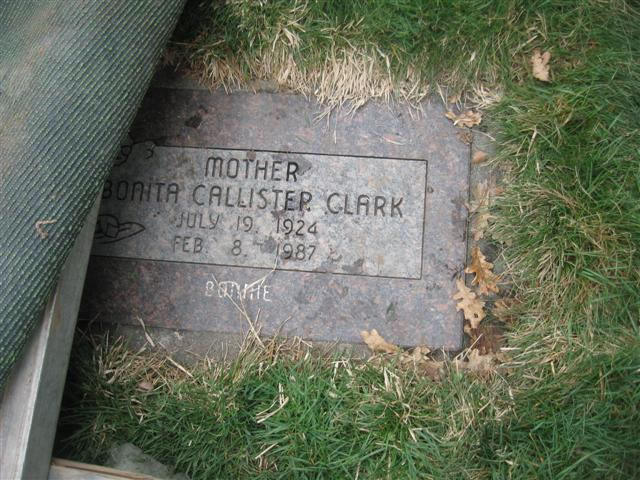 MOTHER
BONITA CALLISTER CLARK
JULY 19, 1924
FEB. 8, 1987
BONNIE